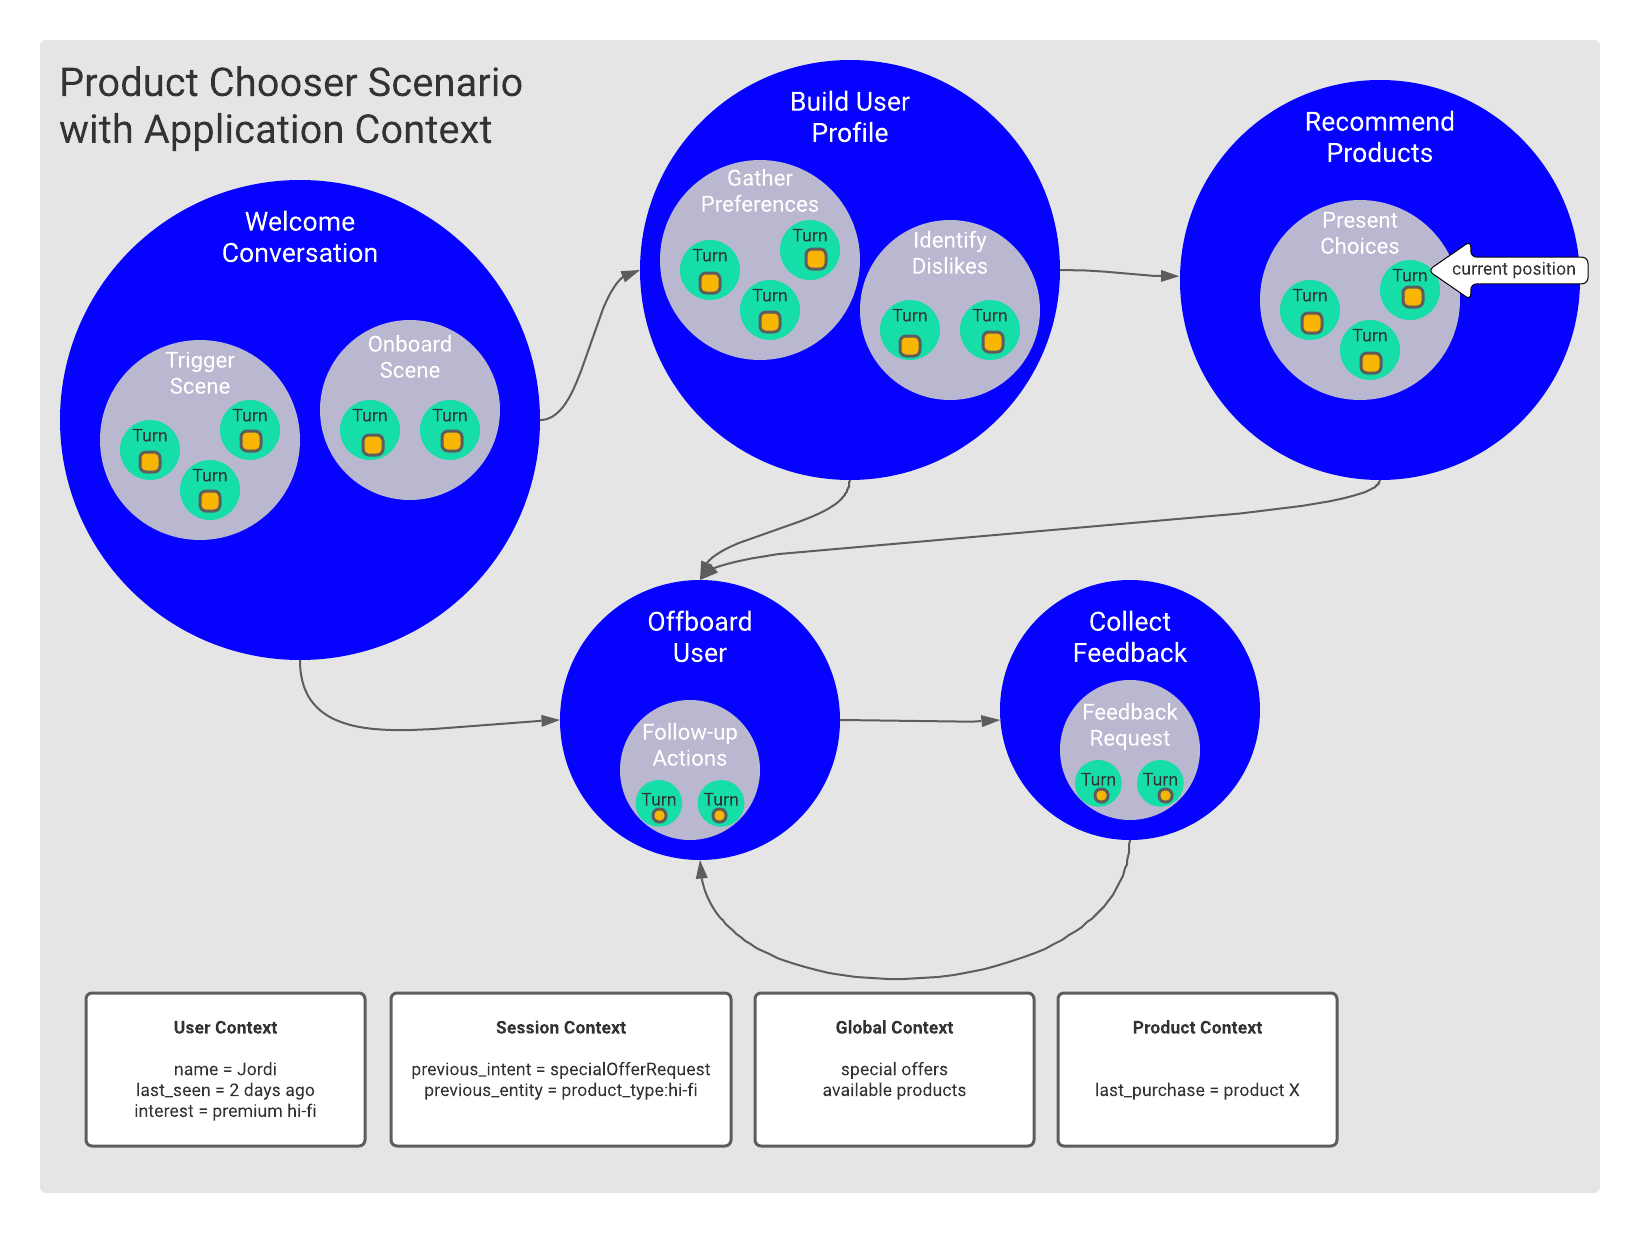 Product Chooser Scenario
with Application Context
Welcome
Conversation
Trigger
Scene
Turn
Turn
Turn
Onboard
Scene
Turn
Turn
Build User
Profile
Gather
Preferences
Turn
Turn
Turn
Identify
Dislikes
Turn
Turn
Recommend
Products
Present
Choices
Turn
Turn
Turn
current position
Offboard
User
Follow-up
Actions
Turn
Turn
Collect
Feedback
Feedback
Request
Turn
Turn
User Context
name = Jordi
last_seen = 2 days ago
interest = premium hi-fi
Session Context
previous_intent = specialOfferRequest
previous_entity = product_type:hi-fi
Global Context
special offers
available products
Product Context
last_purchase = product X